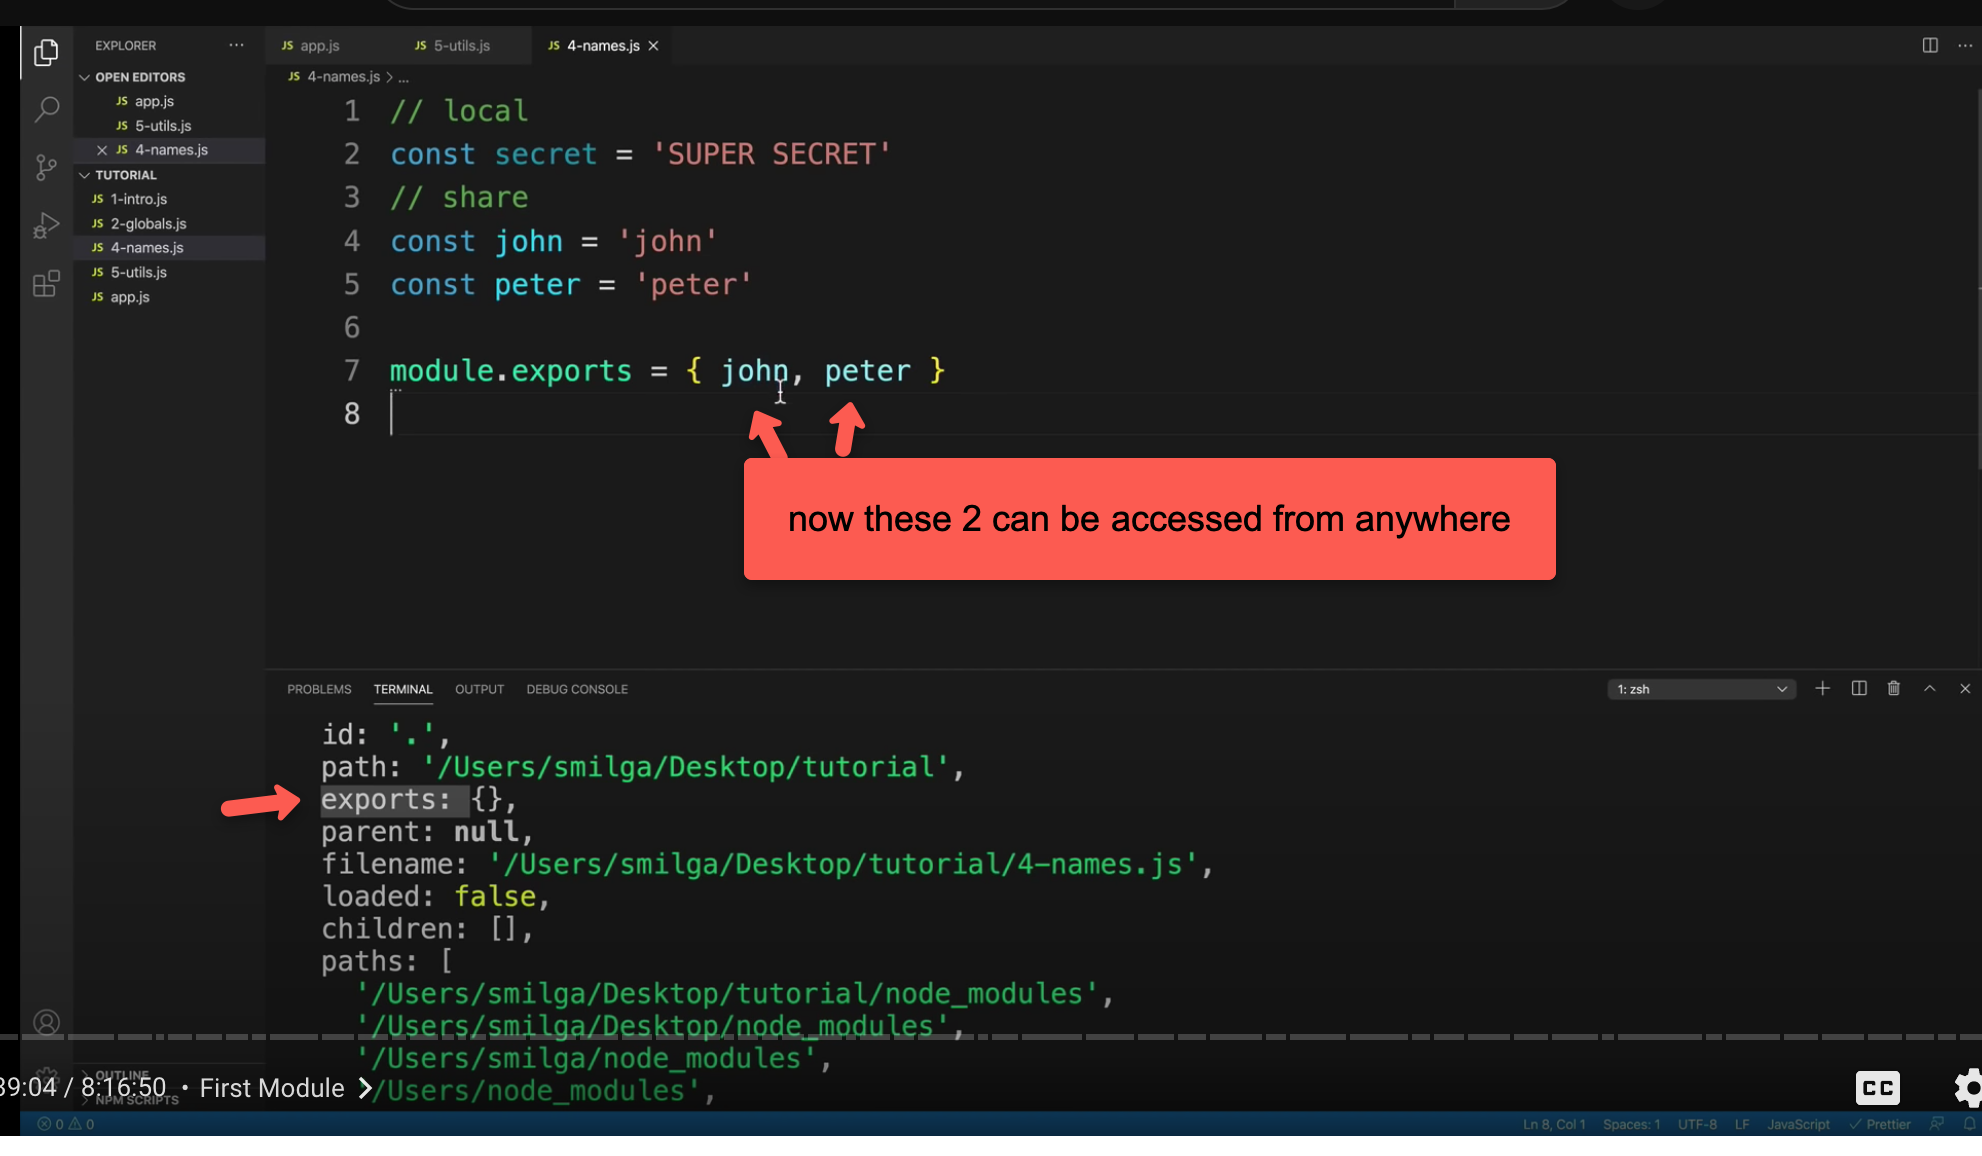 EXPLORER
JS app.js
JS 5-utils.js
JS 4-names.js
OPEN EDITORS
JS 4-names.js > ...
JS app.js
JS 5-utils.js
JS 4-names.js
TUTORIAL
JS 1-intro.js
JS 2-globals.js
JS 4-names.js
JS 5-utils.js
JS app.js
1 // local
2 const secret = 'SUPER SECRET'
3 // share
4 const john = 'john'
5 const peter = 'peter'
6
7 module.exports = { john, peter }
8
now these 2 can be accessed from anywhere
PROBLEMS TERMINAL OUTPUT DEBUG CONSOLE
1: zsh
id: '.',
path: '/Users/smilga/Desktop/tutorial',
exports: {},
parent: null,
filename: '/Users/smilga/Desktop/tutorial/4-names.js',
loaded: false,
children: [],
paths: [
'/Users/smilga/Desktop/tutorial/node_modules',
'/Users/smilga/Desktop/node_modules',
'/Users/smilga/node_modules',
'/Users/node_modules',
OUTLINE
39:04 / 8:16:50 • First Module >
NPM SCRIPTS
CC
0 0
Ln 8, Col 1 Spaces: 1 UTF-8 LF JavaScript ✓ Prettier